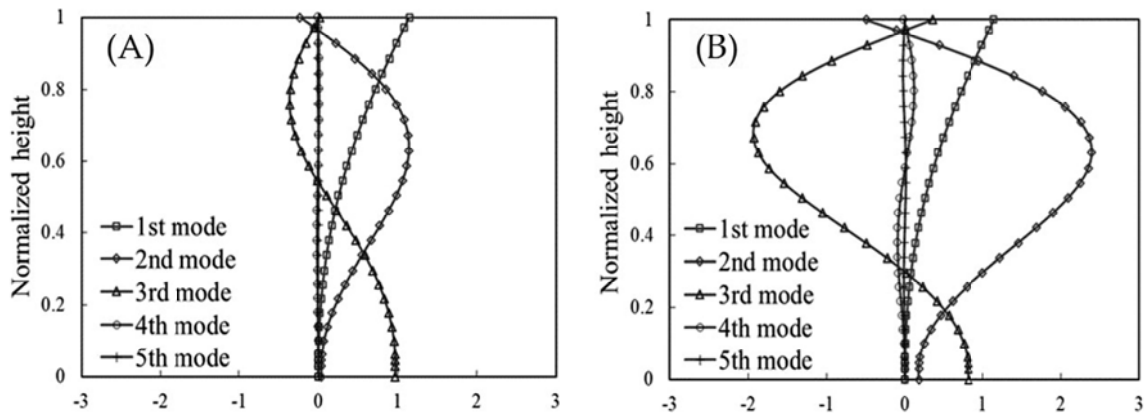 (A)
Normalized height
1
0.8
0.6
0.4
0.2
0
1st mode
2nd mode
3rd mode
4th mode
5th mode
-3
-2
-1
0
1
2
3
(B)
Normalized height
1
0.8
0.6
0.4
0.2
0
1st mode
2nd mode
3rd mode
4th mode
5th mode
-3
-2
-1
0
1
2
3